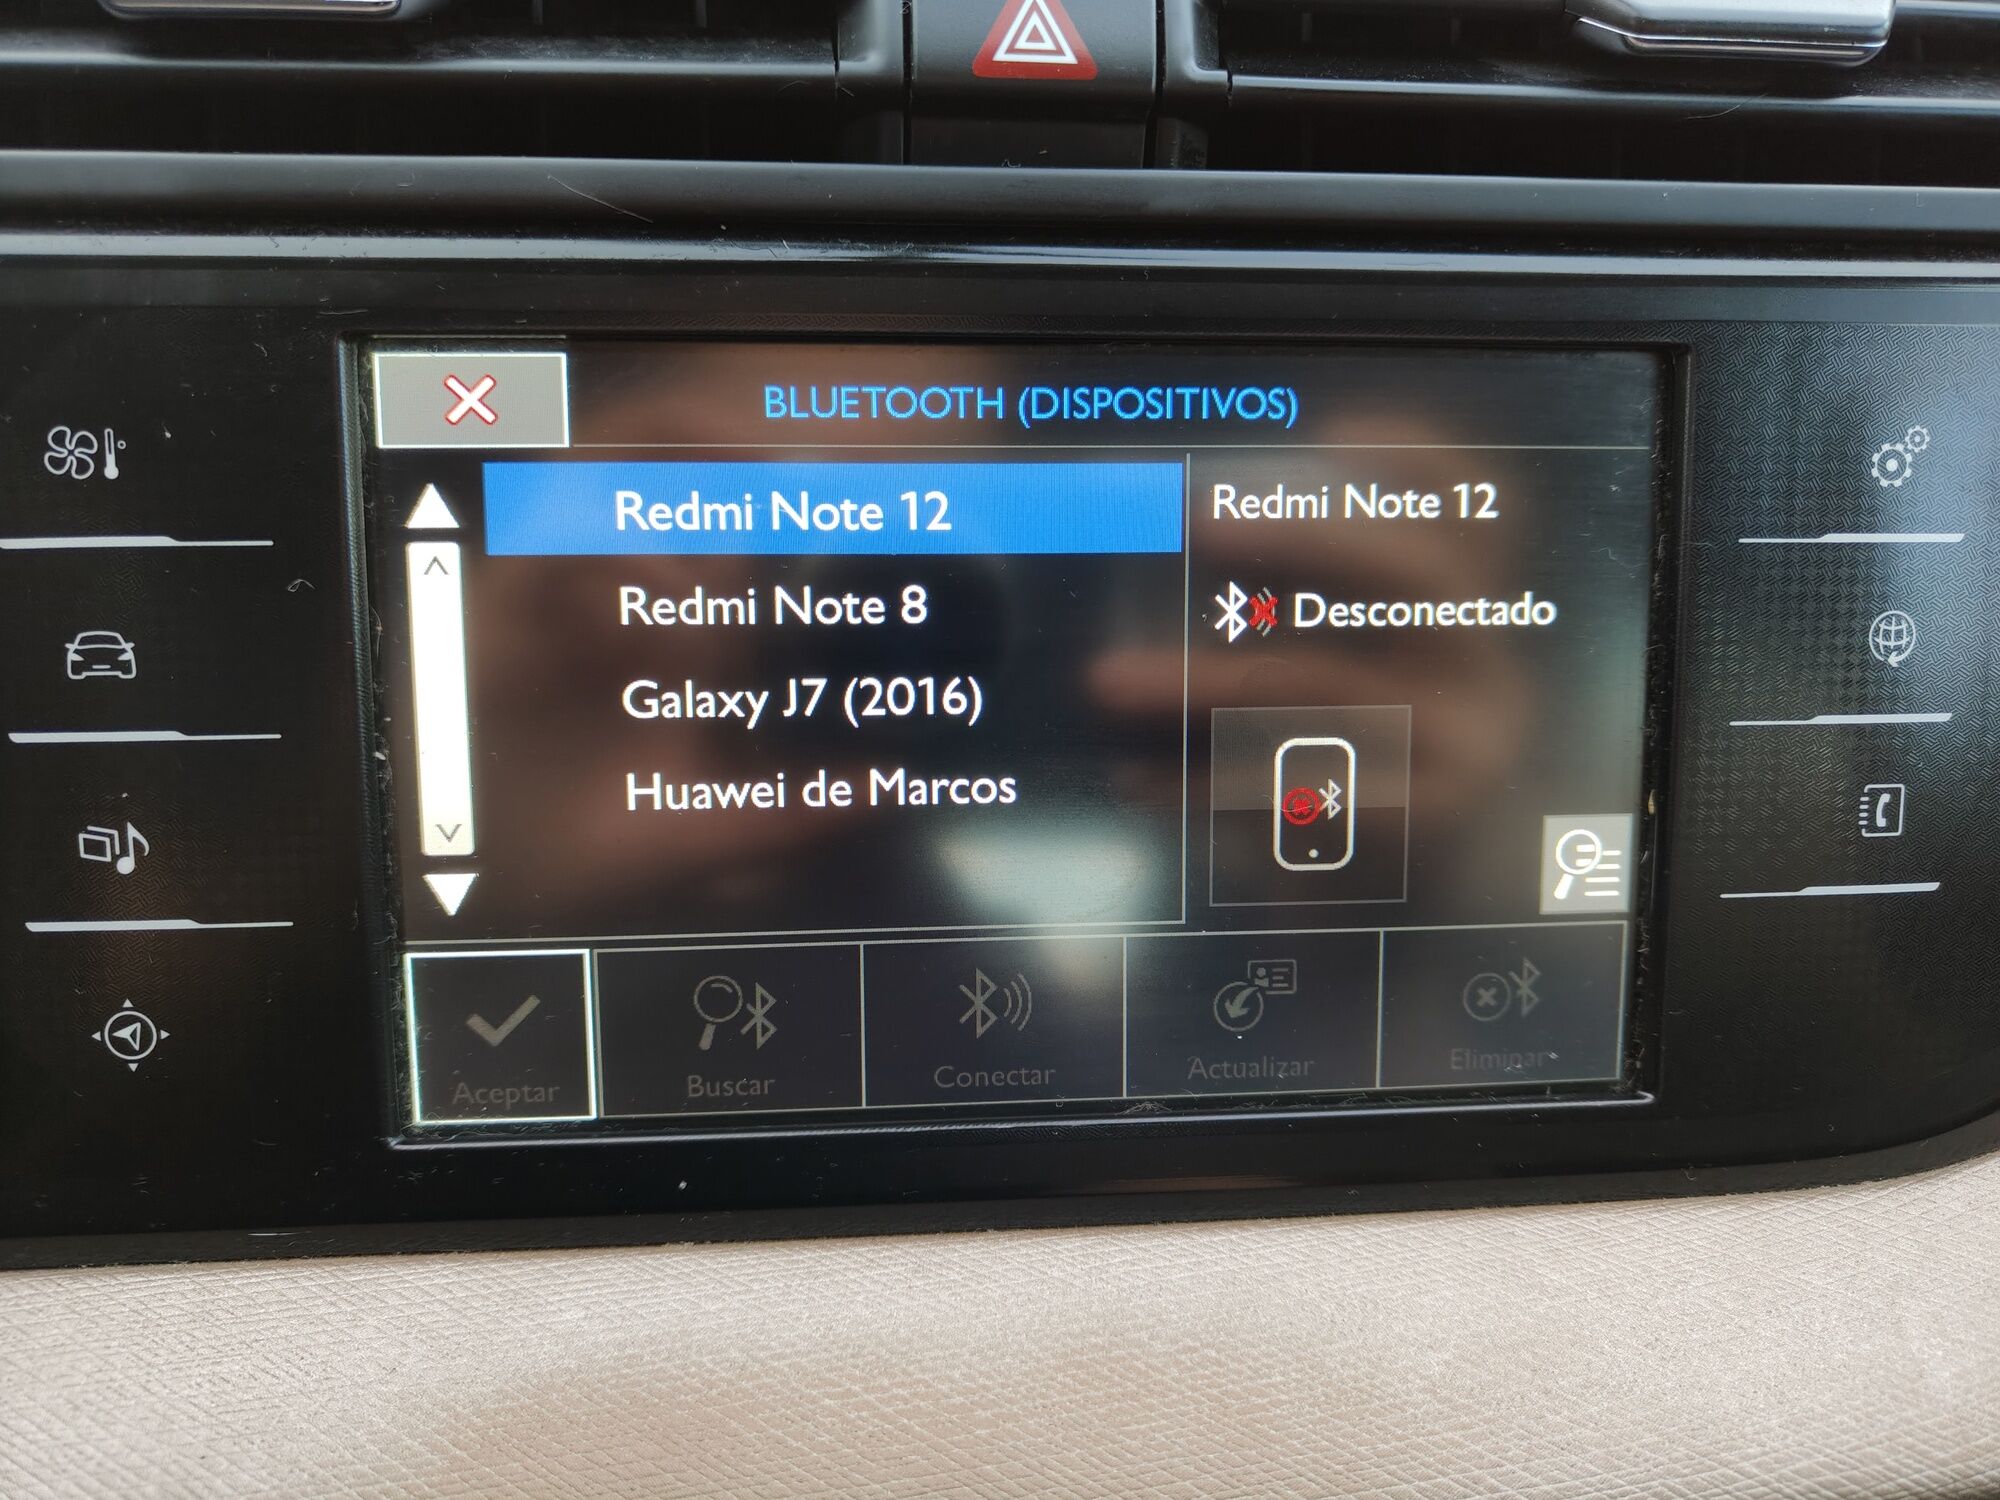 BLUETOOTH (DISPOSITIVOS)
Redmi Note 12
Redmi Note 8
Galaxy J7 (2016)
Huawei de Marcos
Redmi Note 12
Desconectado
Aceptar
Buscar
Conectar
Actualizar
Eliminar